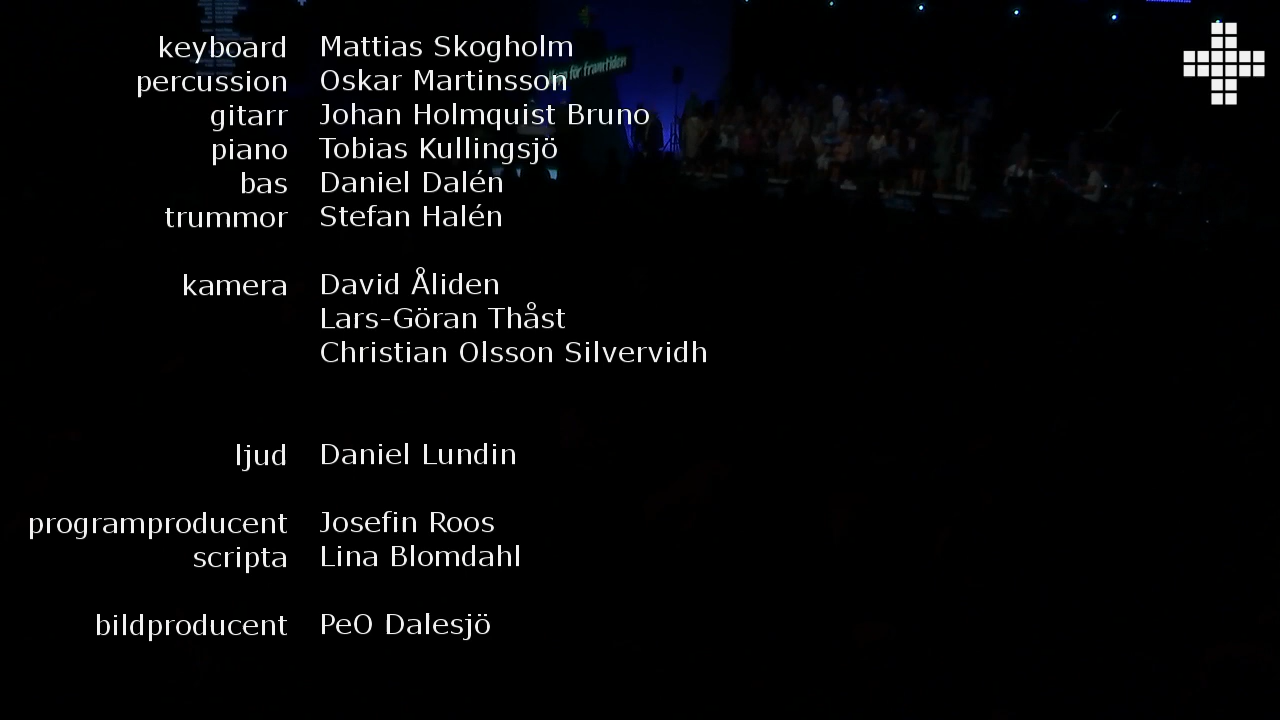 keyboard Mattias Skogholm
percussion Oskar Martinsson
gitarr Johan Holmquist Bruno
piano Tobias Kullingsjö
bas Daniel Dalén
trummor Stefan Halén
kamera David Åliden
Lars-Göran Thåst
Christian Olsson Silvervidh
ljud Daniel Lundin
programproducent Josefin Roos
scripta Lina Blomdahl
bildproducent PeO Dalesjö
för framtiden